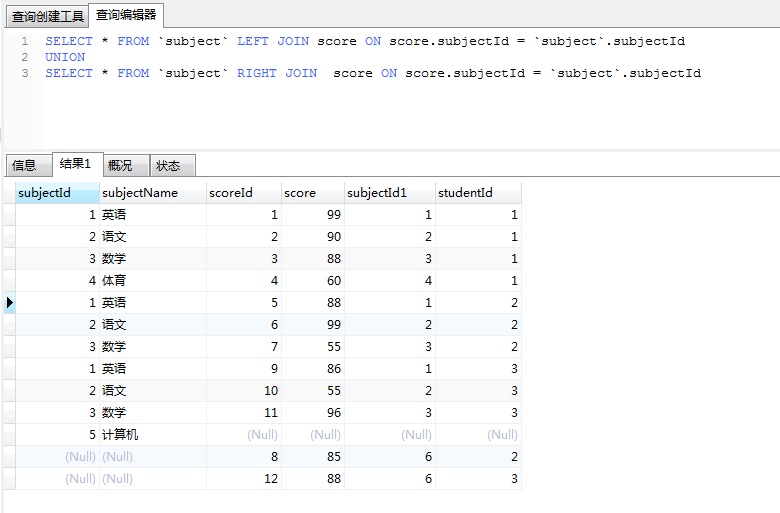 查询创建工具 查询编辑器
1 SELECT * FROM `subject` LEFT JOIN score ON score.subjectId = `subject`.subjectId
2 UNION
3 SELECT * FROM `subject` RIGHT JOIN  score ON score.subjectId = `subject`.subjectId
信息 结果1 概况 状态
subjectId subjectName scoreId score subjectId1 studentId
1 英语 1 99 1 1
2 语文 2 90 2 1
3 数学 3 88 3 1
4 体育 4 60 4 1
1 英语 5 88 1 2
2 语文 6 99 2 2
3 数学 7 55 3 2
1 英语 9 86 1 3
2 语文 10 55 2 3
3 数学 11 96 3 3
5 计算机 (Null) (Null) (Null) (Null)
(Null) (Null) 8 85 6 2
(Null) (Null) 12 88 6 3